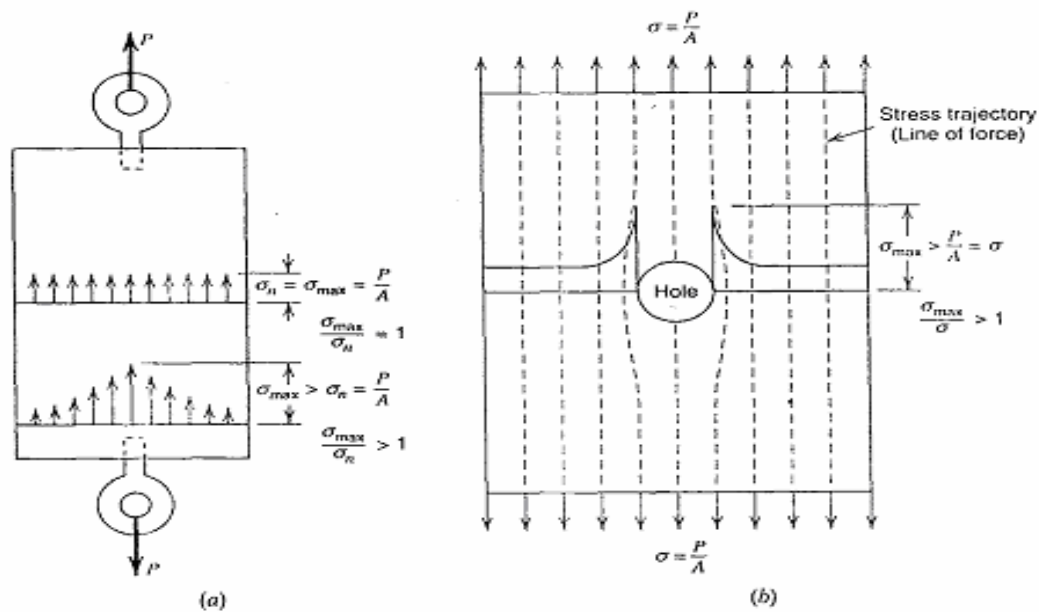 P
σₙ = σmax = P/A
σmax/σₙ = 1
σmax > σₙ = P/A
σmax/σₙ > 1
P
(a)
σ = P/A
Stress trajectory
(Line of force)
σmax > P/A = σ
Hole
σmax/σ > 1
σ = P/A
(b)